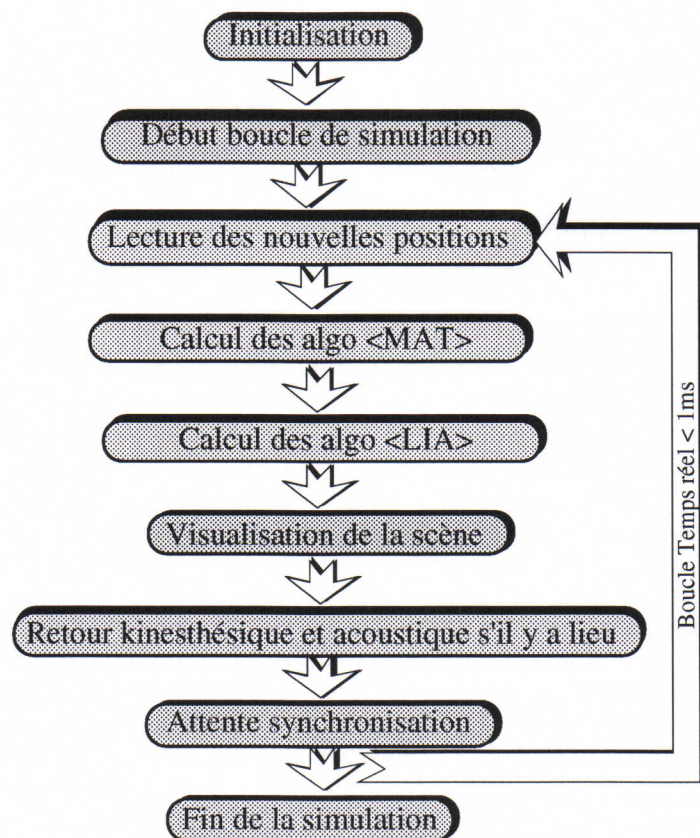 Initialisation
Début boucle de simulation
Lecture des nouvelles positions
Calcul des algo <MAT>
Calcul des algo <LIA>
Visualisation de la scène
Retour kinesthésique et acoustique s'il y a lieu
Attente synchronisation
Fin de la simulation
Boucle Temps réel < 1ms